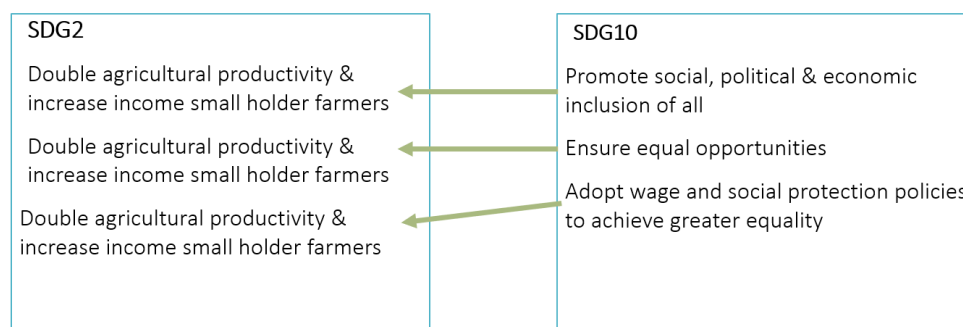 SDG2
Double agricultural productivity &
increase income small holder farmers
Double agricultural productivity &
increase income small holder farmers
Double agricultural productivity &
increase income small holder farmers
SDG10
Promote social, political & economic
inclusion of all
Ensure equal opportunities
Adopt wage and social protection policies
to achieve greater equality